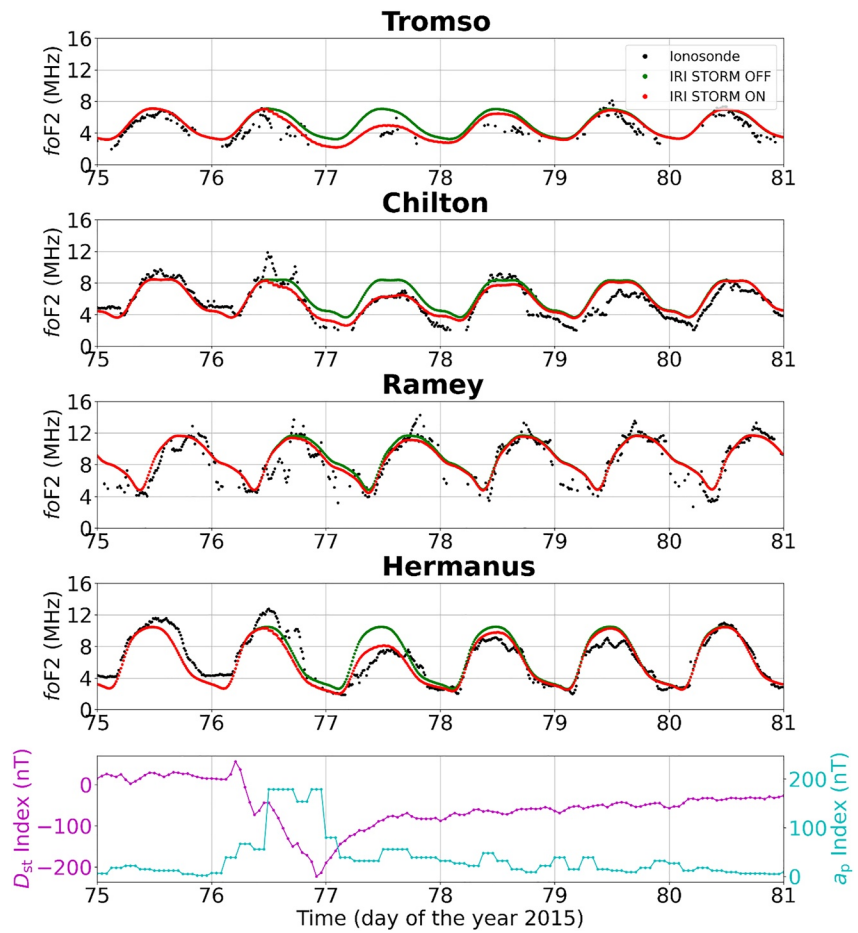 Tromso
foF2 (MHz)
16
12
8
4
0
Ionosonde
IRI STORM OFF
IRI STORM ON
75 76 77 78 79 80 81
Chilton
foF2 (MHz)
16
12
8
4
0
75 76 77 78 79 80 81
Ramey
foF2 (MHz)
16
12
8
4
0
75 76 77 78 79 80 81
Hermanus
foF2 (MHz)
16
12
8
4
0
75 76 77 78 79 80 81
Dst Index (nT)
0
−100
−200
200
100
0
ap Index (nT)
75 76 77 78 79 80 81
Time (day of the year 2015)